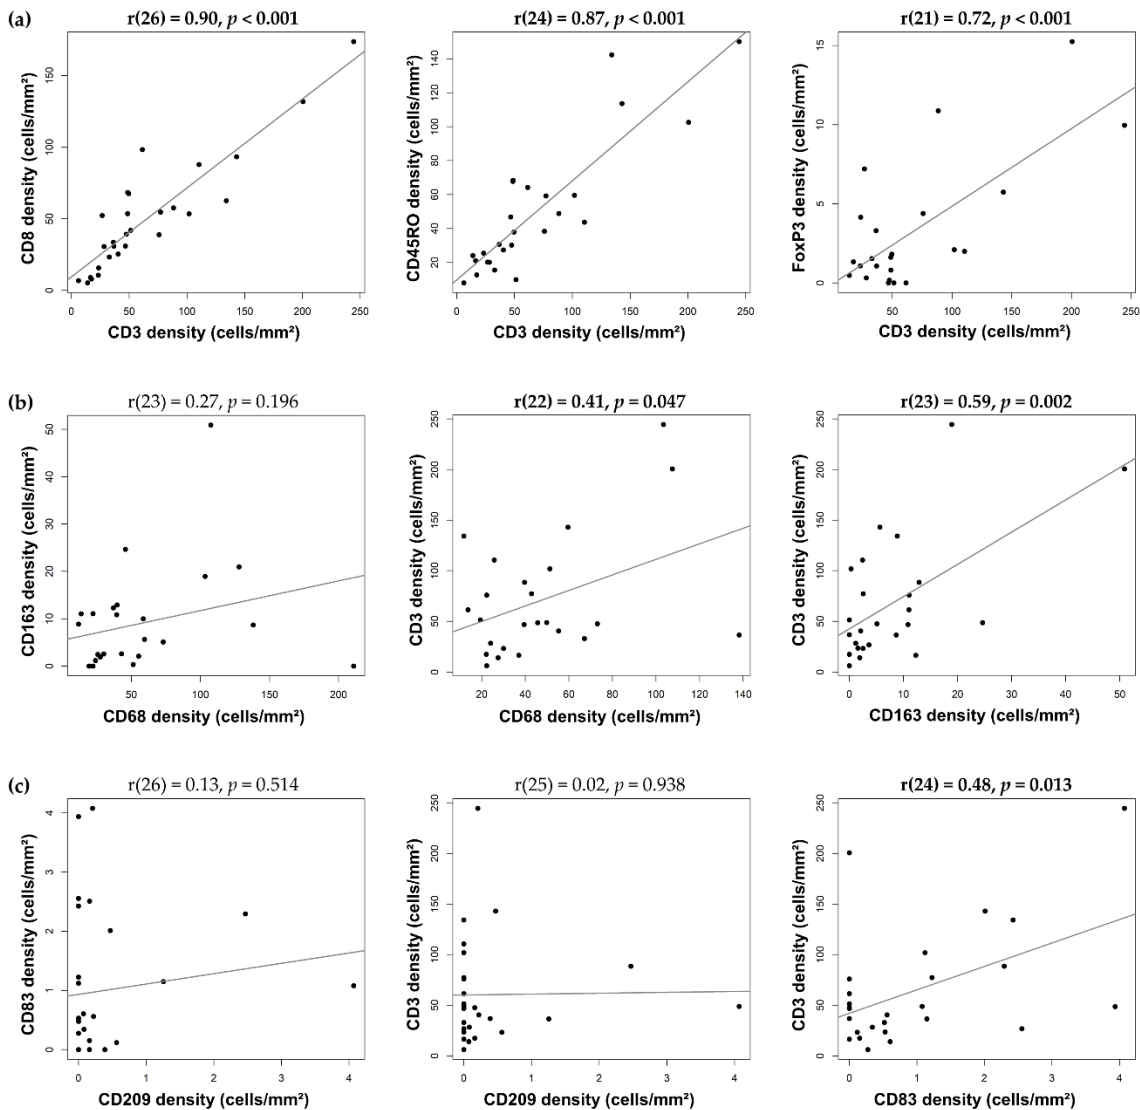 (a)
r(26) = 0.90, p < 0.001
CD8 density (cells/mm²)
0 50 100 150
0 50 100 150 200 250
CD3 density (cells/mm²)
r(24) = 0.87, p < 0.001
CD45RO density (cells/mm²)
20 40 60 80 100 120 140
0 50 100 150 200 250
CD3 density (cells/mm²)
r(21) = 0.72, p < 0.001
FoxP3 density (cells/mm²)
0 5 10 15
50 100 150 200 250
CD3 density (cells/mm²)
(b)
r(23) = 0.27, p = 0.196
CD163 density (cells/mm²)
0 10 20 30 40 50
50 100 150 200
CD68 density (cells/mm²)
r(22) = 0.41, p = 0.047
CD3 density (cells/mm²)
0 50 100 150 200 250
20 40 60 80 100 120 140
CD68 density (cells/mm²)
r(23) = 0.59, p = 0.002
CD3 density (cells/mm²)
0 50 100 150 200 250
0 10 20 30 40 50
CD163 density (cells/mm²)
(c)
r(26) = 0.13, p = 0.514
CD83 density (cells/mm²)
0 1 2 3 4
0 1 2 3 4
CD209 density (cells/mm²)
r(25) = 0.02, p = 0.938
CD3 density (cells/mm²)
0 50 100 150 200 250
0 1 2 3 4
CD209 density (cells/mm²)
r(24) = 0.48, p = 0.013
CD3 density (cells/mm²)
0 50 100 150 200 250
0 1 2 3 4
CD83 density (cells/mm²)